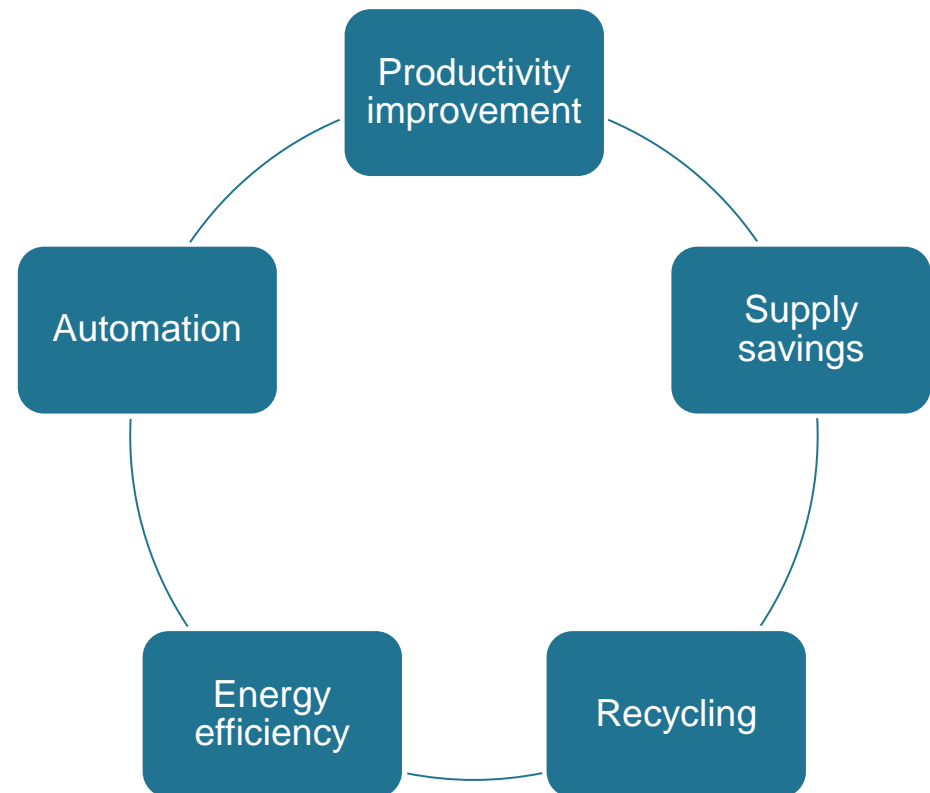 Productivity
improvement
Supply
savings
Recycling
Energy
efficiency
Automation